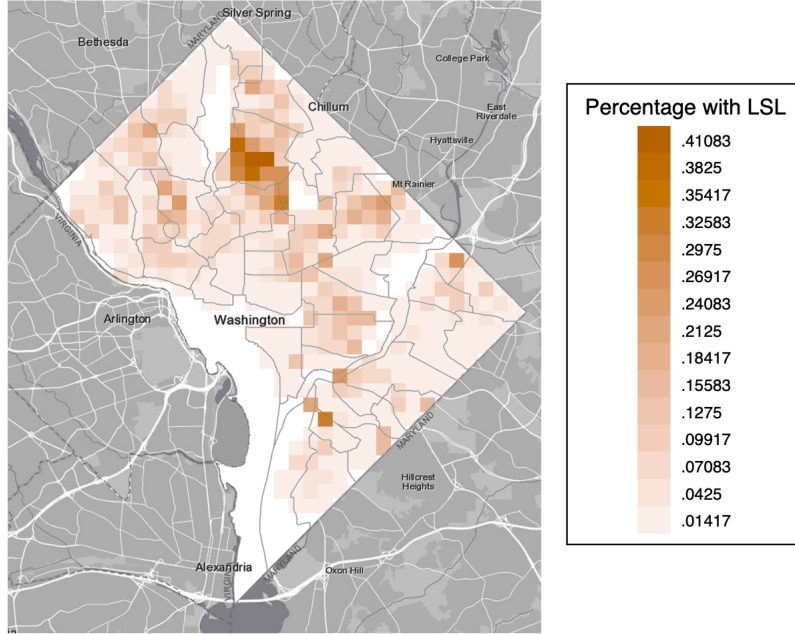 Silver Spring
MARYLAND
Bethesda
College Park
Chillum
East
Riverdale
Hyattsville
Mt Rainier
VIRGINIA
Arlington
Washington
MARYLAND
Hillcrest
Heights
Alexandria
MARYLAND
Oxon Hill
VIRGINI
ia
Percentage with LSL
.41083
.3825
.35417
.32583
.2975
.26917
.24083
.2125
.18417
.15583
.1275
.09917
.07083
.0425
.01417